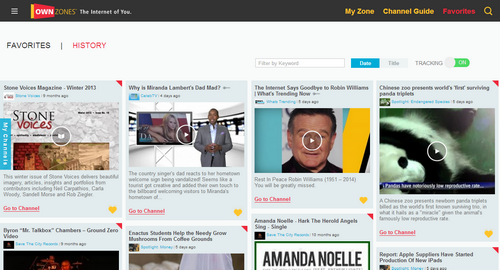 OWNZONES The Internet of You.
My Zone Channel Guide Favorites
FAVORITES | HISTORY
Filter by Keyword Date Title TRACKING ON
My Channels
Stone Voices Magazine - Winter 2013
Stone Voices | 9 months ago
STONE
VOICES
This winter issue of Stone Voices delivers beautiful
imagery, articles, insights and portfolios from
contributors including Neil Carpathios, Carla
Woody, Sandell Morse and Rob Ziegler
Go to Channel
Byron "Mr. Talkbox" Chambers – Ground Zero
Video
Save The City Records | 9 months ago
Why is Miranda Lambert's Dad Mad?
CelebTV | 4 days ago
The country singer's dad reacts to her hometown
welcome sign being vandalized! Seems like a
tourist got creative and added their own touch to
the billboard welcoming visitors to Miranda's
hometown of ..
Go to Channel
Enactus Students Help the Needy Grow
Mushrooms From Coffee Grounds
Spotlight: Money | 5 days ago
The Internet Says Goodbye to Robin Williams
| What's Trending Now
Whats Trending | 5 days ago
Rest In Peace Robin Williams (1951 – 2014)
You will be greatly missed.
Go to Channel
Amanda Noelle - Hark The Herold Angels
Sing - Single
Save The City Records | 10 months ago
AMANDA NOELLE
Chinese zoo presents world's 'first' surviving
panda triplets
Spotlight: Endangered Species | 5 days ago
Pandas have notoriously low reproductive rate...
A Chinese zoo presents newborn panda triplets
billed as the world's first known surviving trio, in
what it hails as a "miracle" given the animal's
famously low reproductive rate.
Go to Channel
Report: Apple Suppliers Have Started
Production Of New iPads
Spotlight: Money | 5 days ago